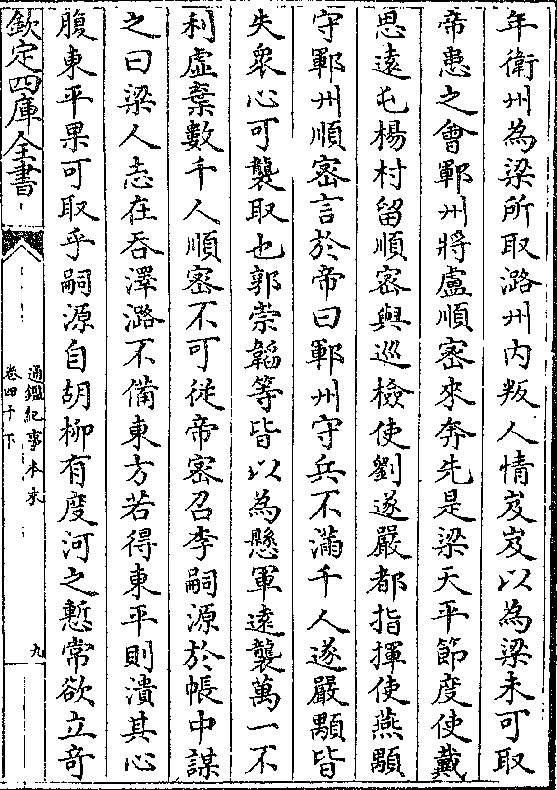 年衛州為梁所取潞州内叛人情岌岌以為梁未可取
帝患之會鄆州將盧順密來奔先是梁天平節度使戴
思遠屯楊村留順密與巡檢使劉遂嚴都指揮使燕顒
守鄆州順密言於帝曰鄆州守兵不滿千人遂嚴顒皆
失衆心可襲取也郭崇韜等皆以為懸軍遠襲萬一不
利虛棄數千人順密不可從帝密召李嗣源於帳中謀
之曰梁人志在吞澤潞不備東方若得東平則潰其心
腹東平果可取乎嗣源自胡柳有度河之慙常欲立竒
欽定四庫全書
通鑑紀事本末
卷四十下
九